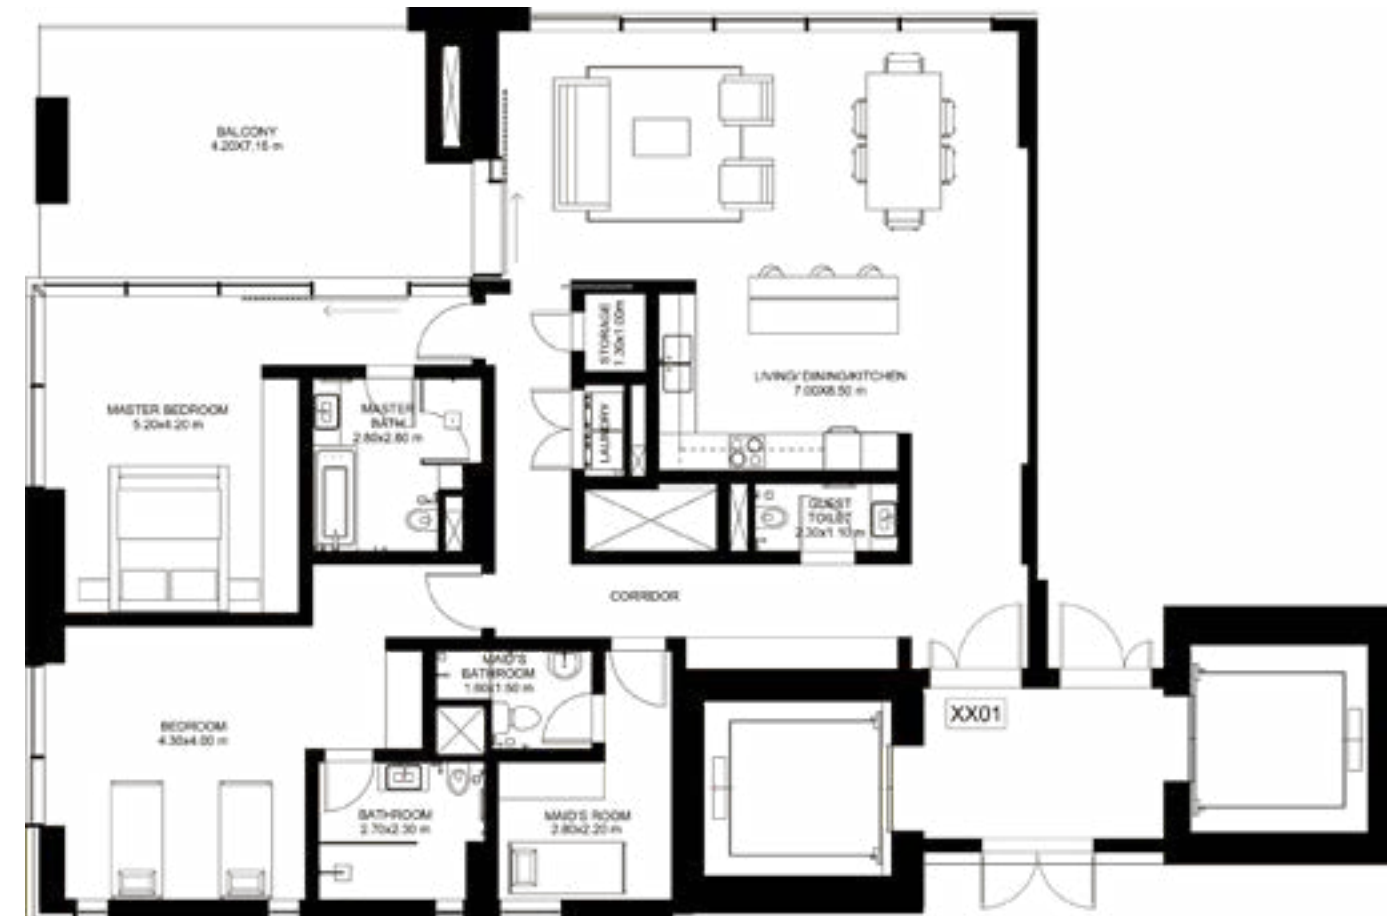 BALCONY
4.20X7.15 m
LIVING/ DINING/KITCHEN
7.00X8.50 m
STORAGE
1.30x1.00m
MASTER BEDROOM
5.20x4.20 m
MASTER
BATH
2.80x2.80 m
LAUNDRY
GUEST
TOILET
2.30x1.10 m
CORRIDOR
MAID'S
BATHROOM
1.60x1.50 m
XX01
BEDROOM
4.30x4.00 m
BATHROOM
2.70x2.30 m
MAID'S ROOM
2.80x2.20 m